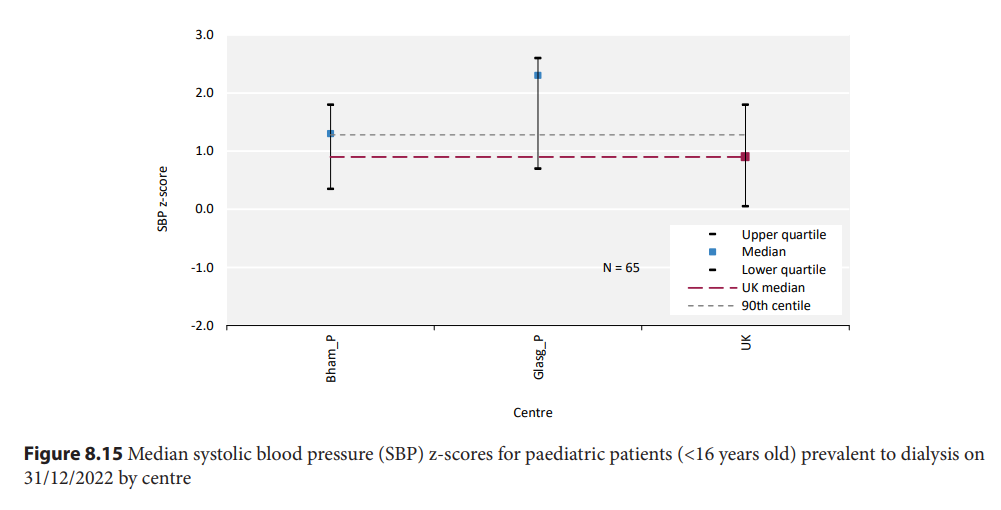 3.0
2.0
1.0
0.0
-1.0
-2.0
SBP z-score
N = 65
Upper quartile
Median
Lower quartile
UK median
90th centile
Bham_P
Glasg_P
UK
Centre
Figure 8.15 Median systolic blood pressure (SBP) z-scores for paediatric patients (<16 years old) prevalent to dialysis on
31/12/2022 by centre